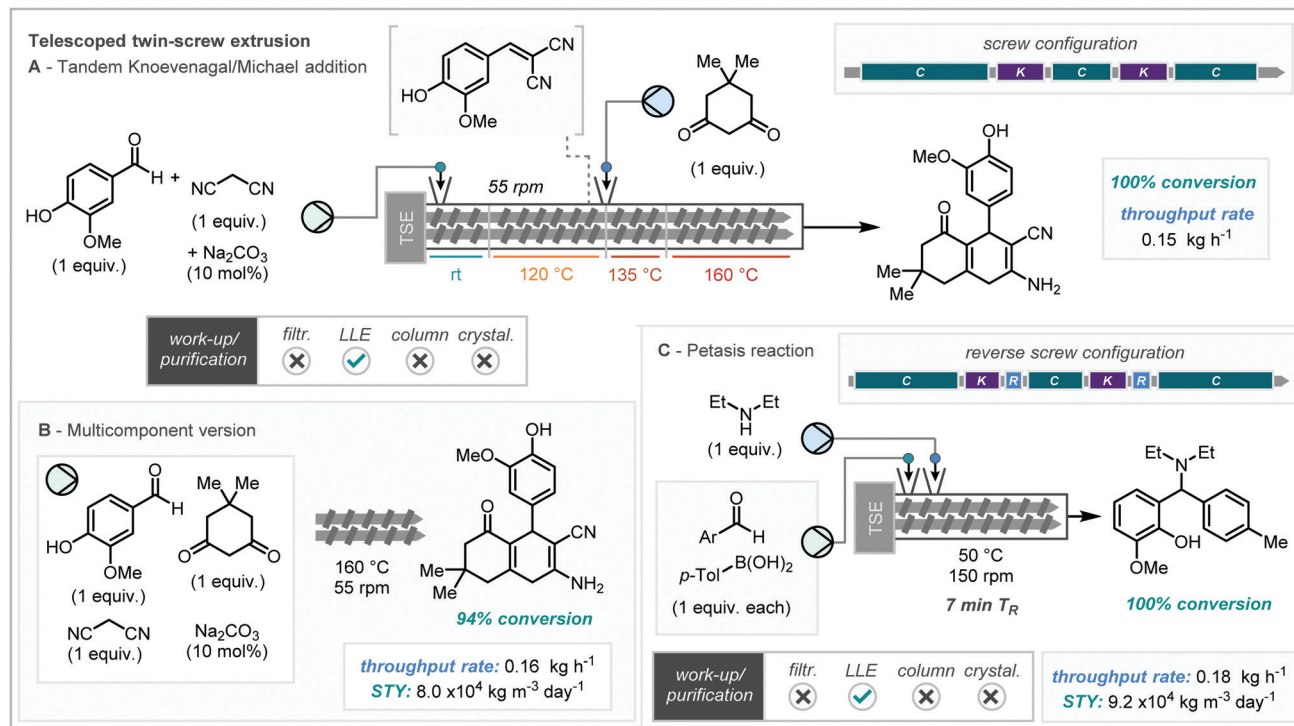 Telescoped twin-screw extrusion
A - Tandem Knoevenagal/Michael addition
CN
CN
HO
OMe
Me Me
O O
(1 equiv.)
screw configuration
C K C K C
O
H
HO
OMe
(1 equiv.)
+
NC CN
(1 equiv.)
+ Na₂CO₃
(10 mol%)
TSE
55 rpm
rt 120 °C 135 °C 160 °C
OH
MeO
O
CN
NH₂
Me
Me
100% conversion
throughput rate
0.15 kg h⁻¹
work-up/
purification
filtr. LLE column crystal.
B - Multicomponent version
O
H
HO
OMe
(1 equiv.)
Me Me
O O
(1 equiv.)
NC CN
(1 equiv.)
Na₂CO₃
(10 mol%)
160 °C
55 rpm
OH
MeO
O
CN
NH₂
Me
Me
94% conversion
throughput rate: 0.16 kg h⁻¹
STY: 8.0 x10⁴ kg m⁻³ day⁻¹
C - Petasis reaction
reverse screw configuration
C K R C K R C
Et N Et
H
(1 equiv.)
O
Ar H
p-Tol B(OH)₂
(1 equiv. each)
TSE
50 °C
150 rpm
7 min T_R
Et N Et
OH
OMe
Me
100% conversion
work-up/
purification
filtr. LLE column crystal.
throughput rate: 0.18 kg h⁻¹
STY: 9.2 x10⁴ kg m⁻³ day⁻¹